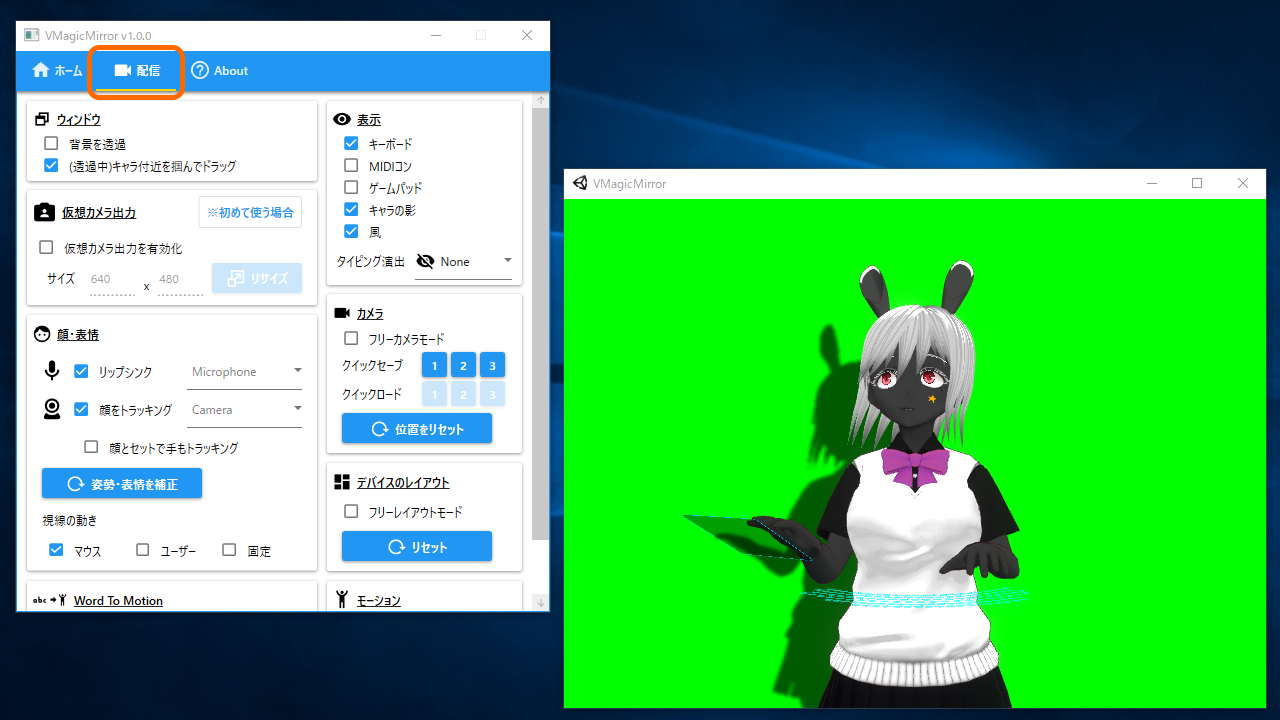 VMagicMirror v1.0.0
ホーム
配信
About
ウィンドウ
背景を透過
(透過中)キャラ付近を掴んでドラッグ
仮想カメラ出力
※初めて使う場合
仮想カメラ出力を有効化
サイズ 640 x 480 リサイズ
顔・表情
リップシンク Microphone
顔をトラッキング Camera
顔とセットで手もトラッキング
姿勢・表情を補正
視線の動き
マウス ユーザー 固定
abc Word To Motion
表示
キーボード
MIDIコン
ゲームパッド
キャラの影
風
タイピング演出 None
カメラ
フリーカメラモード
クイックセーブ 1 2 3
クイックロード 1 2 3
位置をリセット
デバイスのレイアウト
フリーレイアウトモード
リセット
モーション
VMagicMirror